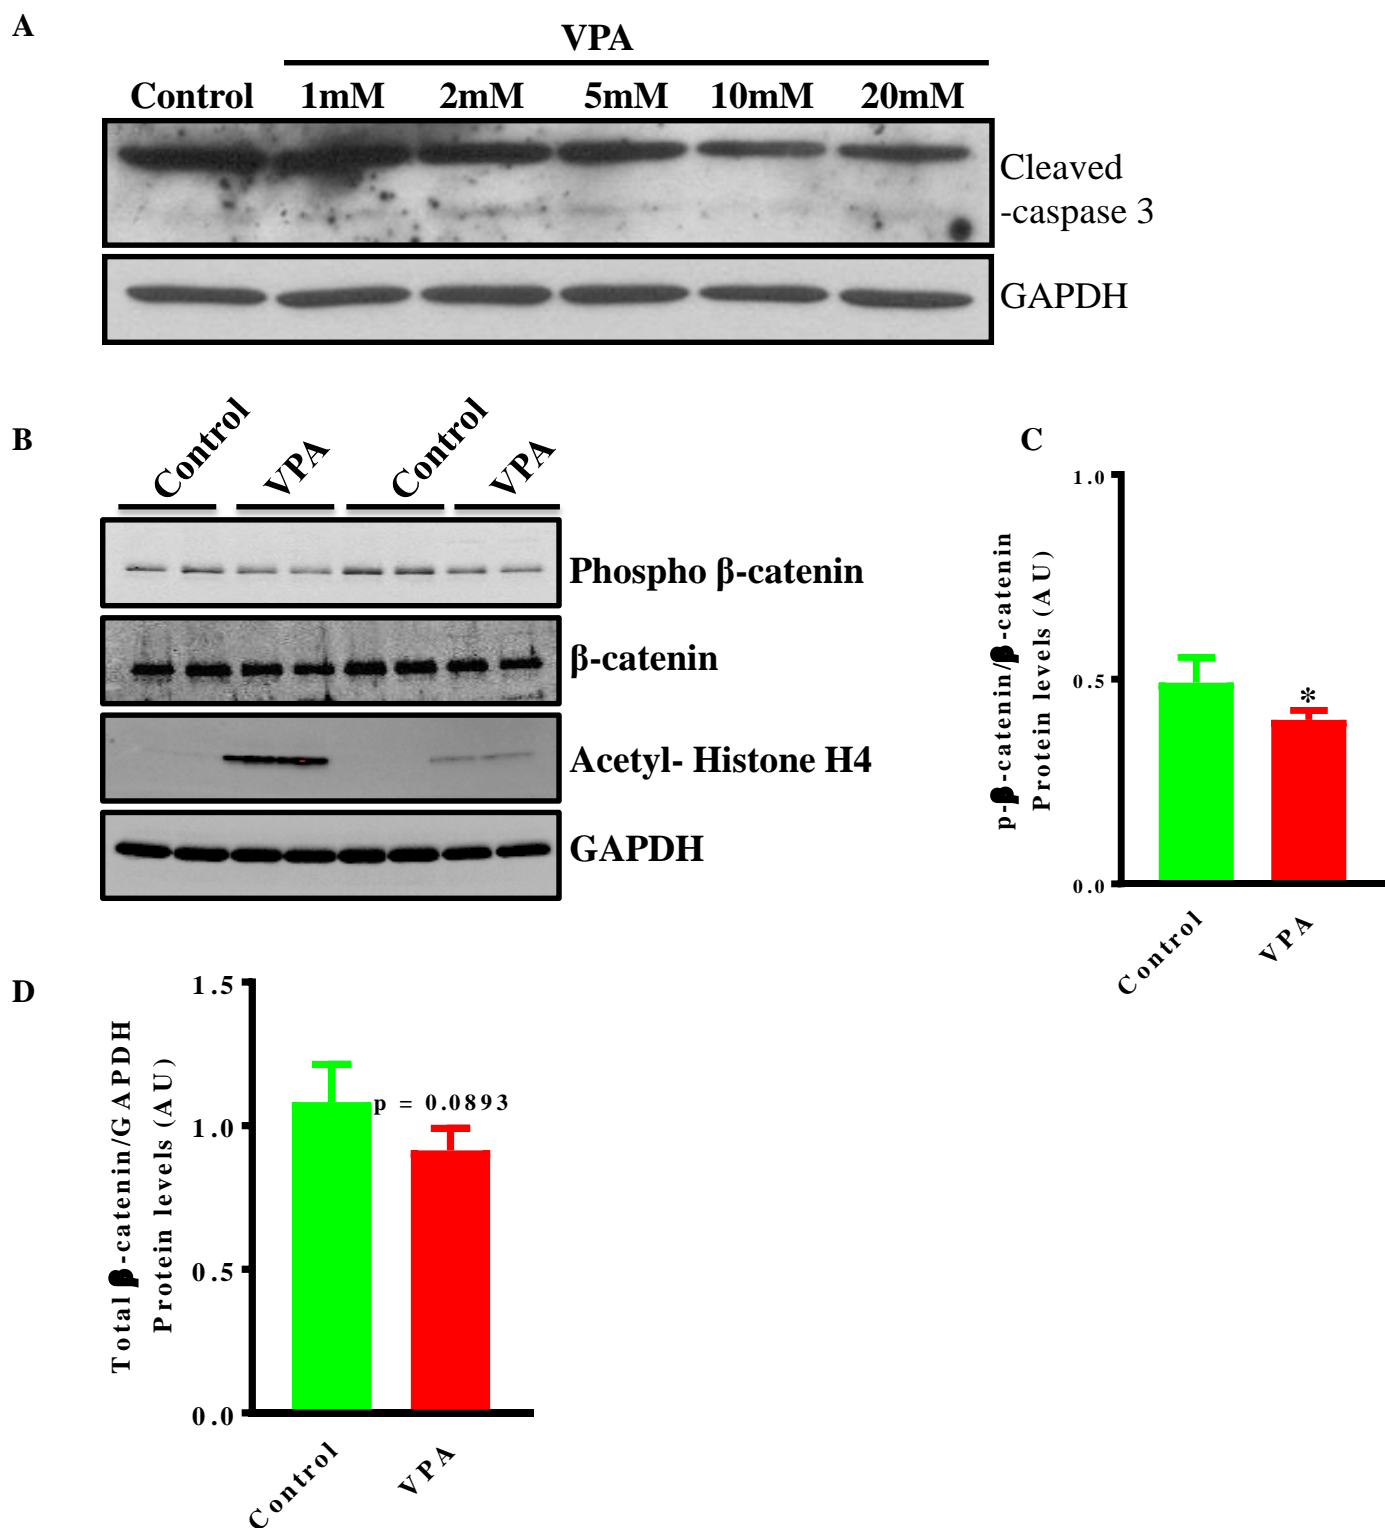 A
VPA
Control 1mM 2mM 5mM 10mM 20mM
Cleaved
-caspase 3
GAPDH
B
Control VPA Control VPA
Phospho β-catenin
β-catenin
Acetyl- Histone H4
GAPDH
C
p-β-catenin/β-catenin
Protein levels (AU)
1.0
0.5
0.0
*
Control VPA
D
Total β-catenin/GAPDH
Protein levels (AU)
1.5
1.0
0.5
0.0
p = 0.0893
Control VPA